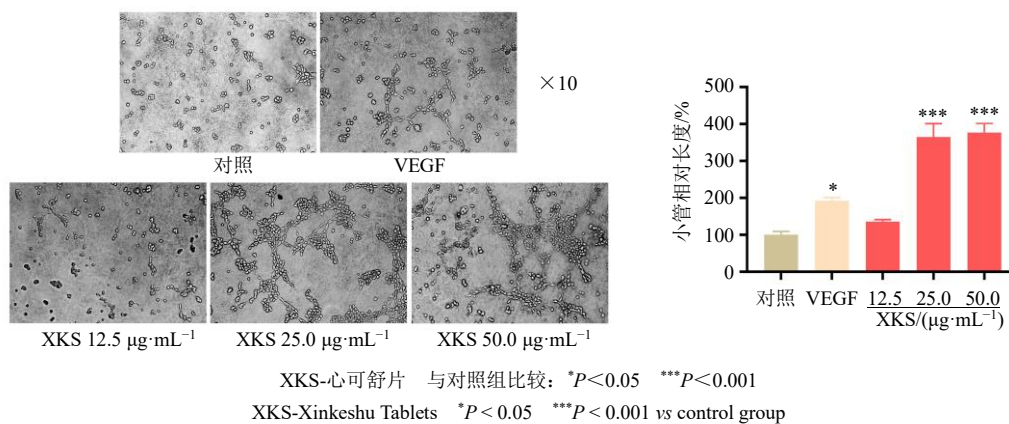 ×10
对照 VEGF
XKS 12.5 μg·mL⁻¹ XKS 25.0 μg·mL⁻¹ XKS 50.0 μg·mL⁻¹
小管相对长度/%
500
400
300
200
100
0
* *** ***
对照 VEGF 12.5 25.0 50.0
XKS/(μg·mL⁻¹)
XKS-心可舒片 与对照组比较：*P＜0.05 ***P＜0.001
XKS-Xinkeshu Tablets *P < 0.05 ***P < 0.001 vs control group